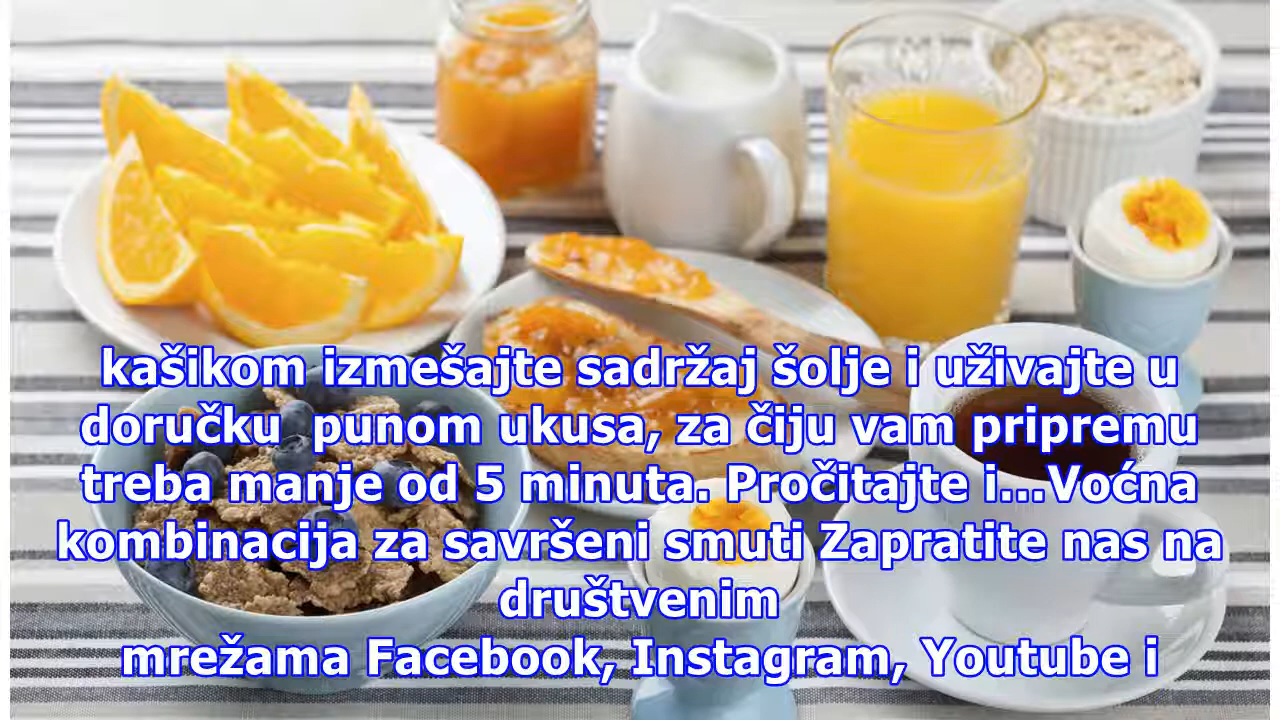 kašikom izmešajte sadržaj šolje i uživajte u
doručku  punom ukusa, za čiju vam pripremu
treba manje od 5 minuta. Pročitajte i...Voćna
kombinacija za savršeni smuti Zapratite nas na
društvenim
mrežama Facebook, Instagram, Youtube i